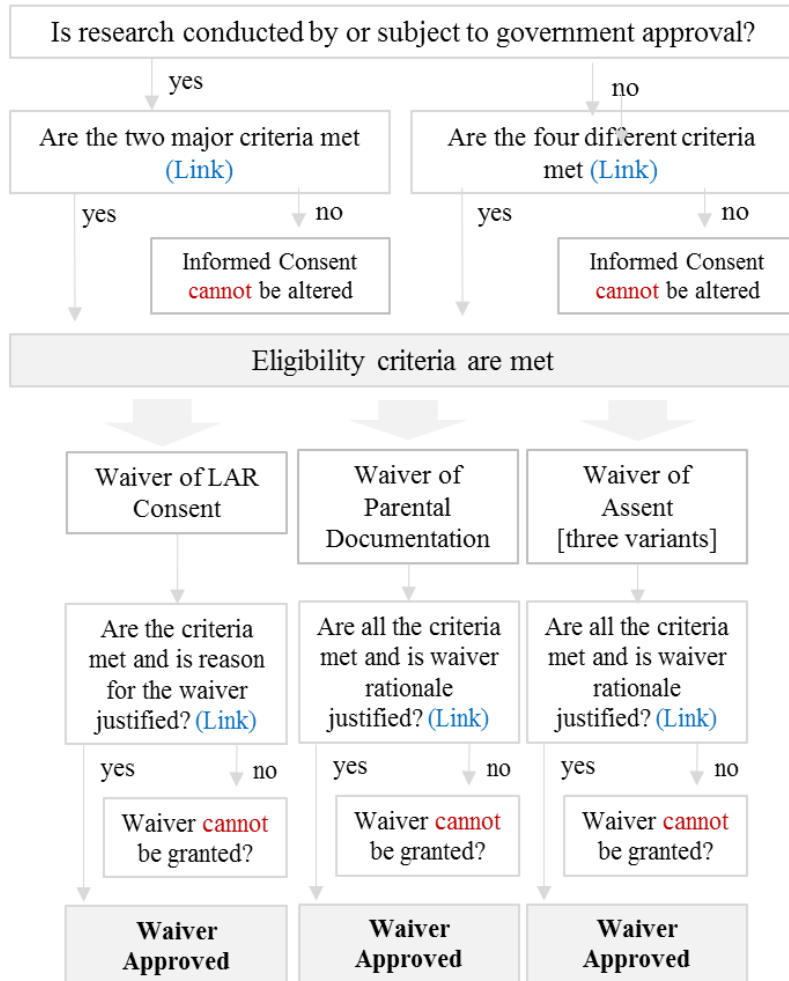 Is research conducted by or subject to government approval?
yes
no
Are the two major criteria met
(Link)
Are the four different criteria
met (Link)
yes
no
yes
no
Informed Consent
cannot be altered
Informed Consent
cannot be altered
Eligibility criteria are met
Waiver of LAR
Consent
Waiver of
Parental
Documentation
Waiver of
Assent
[three variants]
Are the criteria
met and is reason
for the waiver
justified? (Link)
Are all the criteria
met and is waiver
rationale
justified? (Link)
Are all the criteria
met and is waiver
rationale
justified? (Link)
yes
no
yes
no
yes
no
Waiver cannot
be granted?
Waiver cannot
be granted?
Waiver cannot
be granted?
Waiver
Approved
Waiver
Approved
Waiver
Approved